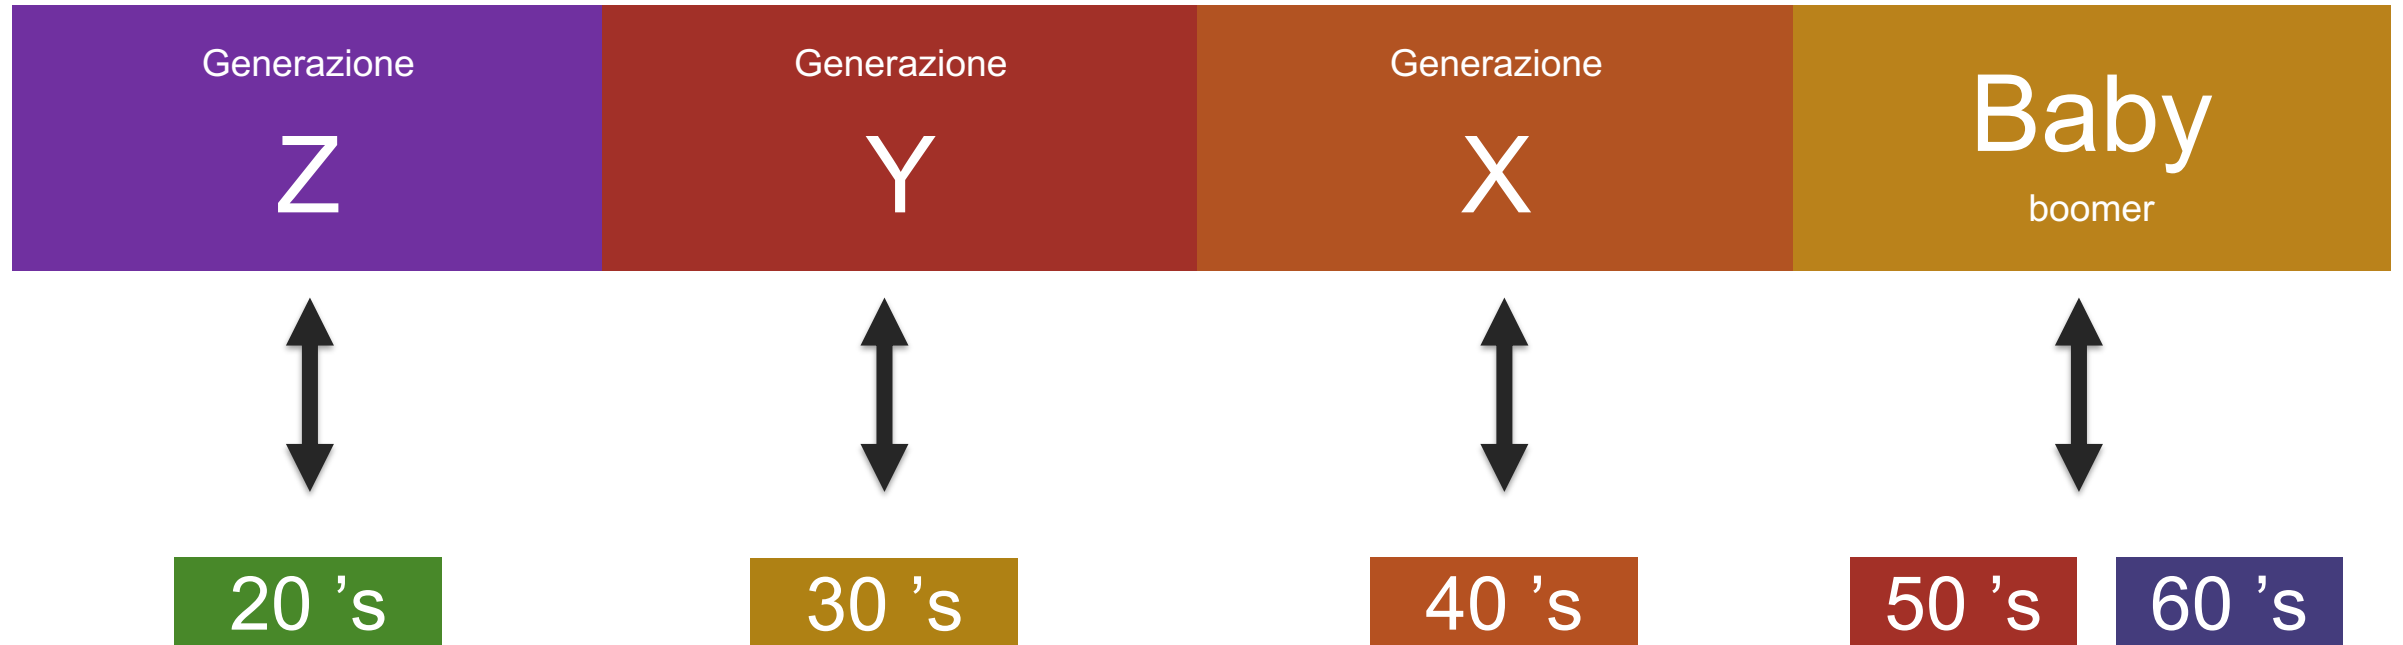 Generazione
Z
Generazione
Y
Generazione
X
Baby
boomer
20 ’s
30 ’s
40 ’s
50 ’s
60 ’s